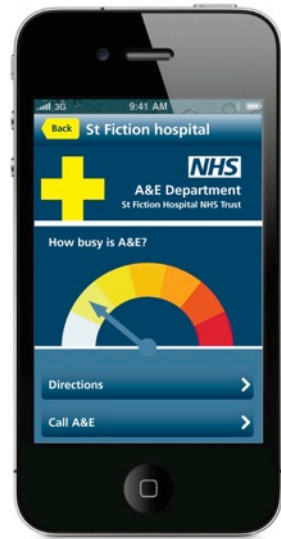 3G 9:41 AM
Back St Fiction hospital
NHS
A&E Department
St Fiction Hospital NHS Trust
How busy is A&E?
Directions
Call A&E